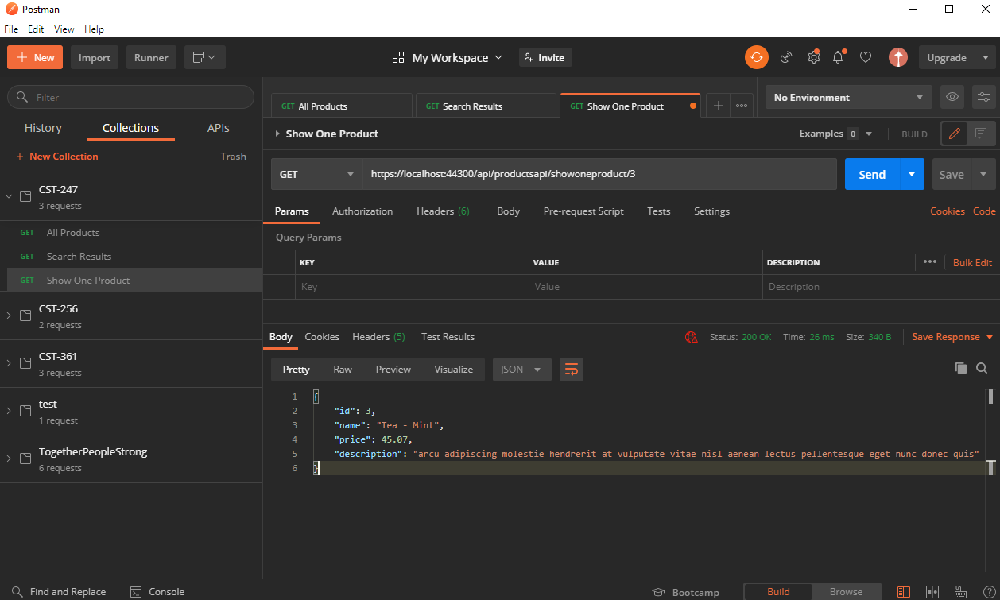 Postman
File Edit View Help
New Import Runner My Workspace Invite Upgrade
Filter
History Collections APIs
New Collection Trash
CST-247
3 requests
GET All Products
GET Search Results
GET Show One Product
CST-256
2 requests
CST-361
3 requests
test
1 request
TogetherPeopleStrong
6 requests
GET All Products GET Search Results GET Show One Product No Environment
Show One Product Examples 0 BUILD
GET https://localhost:44300/api/productsapi/showoneproduct/3 Send Save
Params Authorization Headers (6) Body Pre-request Script Tests Settings Cookies Code
Query Params
KEY VALUE DESCRIPTION Bulk Edit
Key Value Description
Body Cookies Headers (5) Test Results Status: 200 OK Time: 26 ms Size: 340 B Save Response
Pretty Raw Preview Visualize JSON
1 {
2 "id": 3,
3 "name": "Tea - Mint",
4 "price": 45.07,
5 "description": "arcu adipiscing molestie hendrerit at vulputate vitae nisl aenean lectus pellentesque eget nunc donec quis"
6 }
Find and Replace Console Bootcamp Build Browse